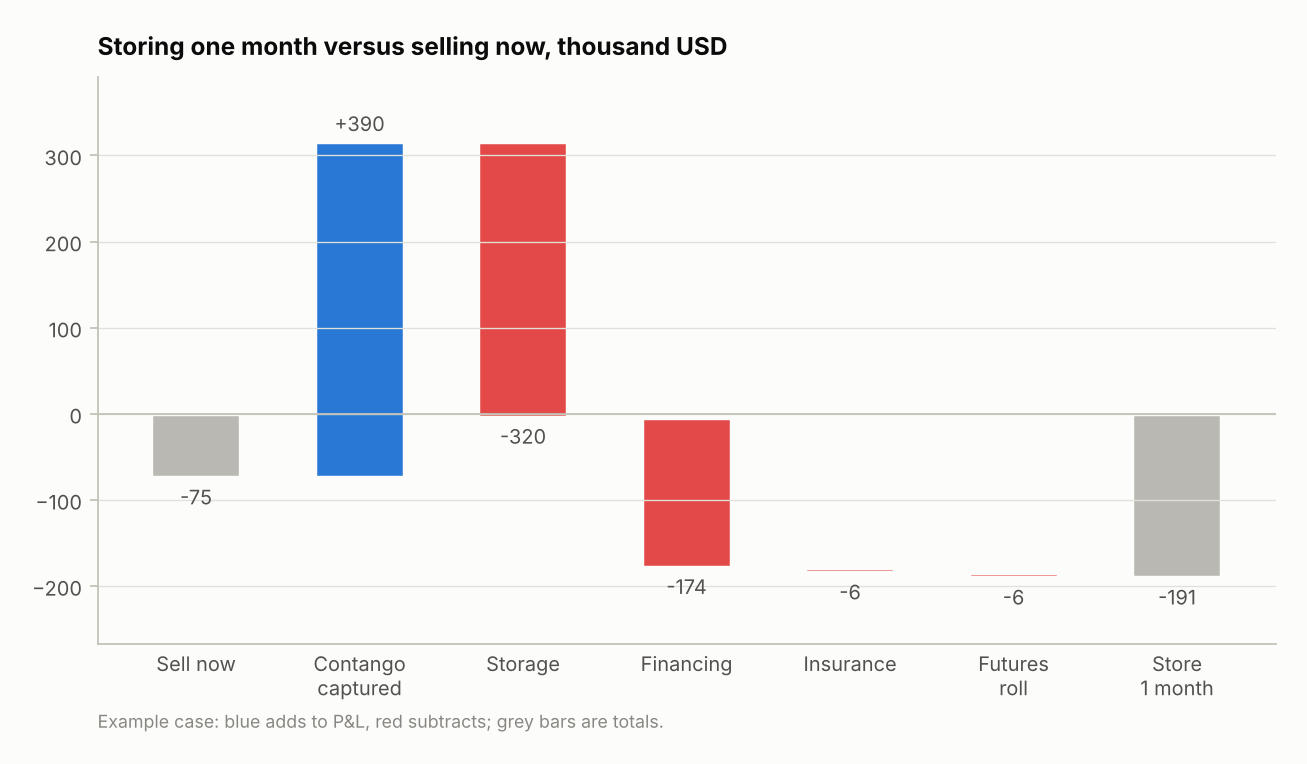 Storing one month versus selling now, thousand USD
+390
300
200
100
0
-320
-75
−100
−200
-174
-6
-6
-191
Sell now
Contango
captured
Storage
Financing
Insurance
Futures
roll
Store
1 month
Example case: blue adds to P&L, red subtracts; grey bars are totals.